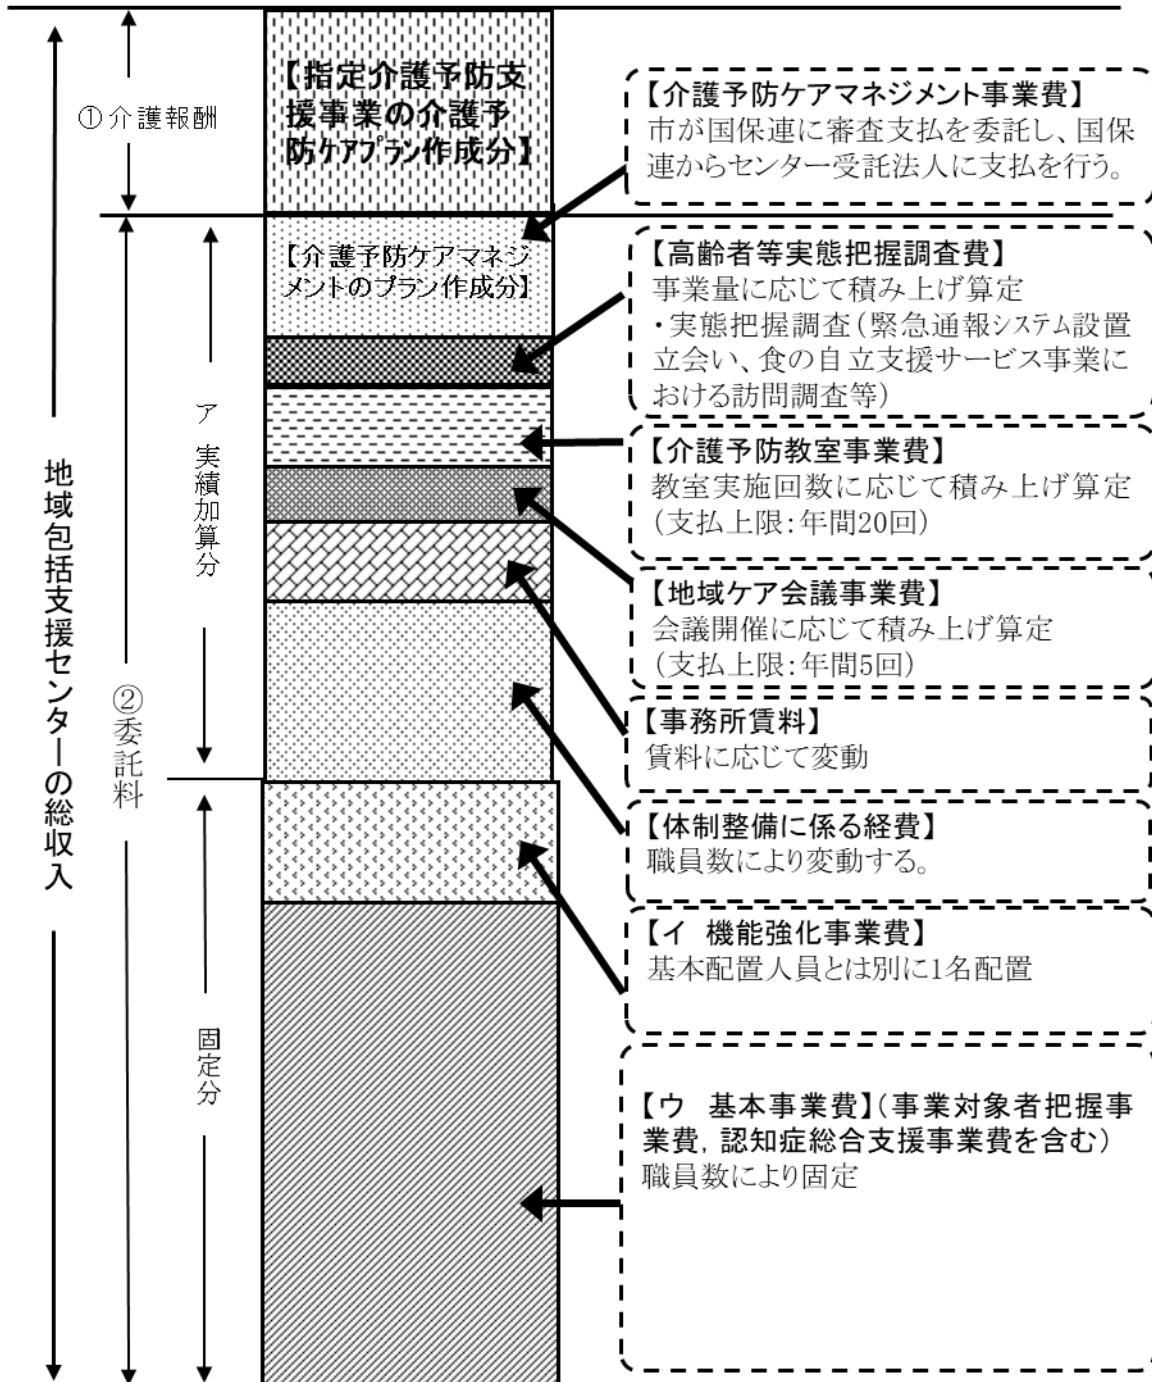 地域包括支援センターの総収入
①介護報酬
②委託料
ア 実績加算分
固定分
【指定介護予防支
援事業の介護予
防ケアプラン作成分】
【介護予防ケアマネジ
メントのプラン作成分】
【介護予防ケアマネジメント事業費】
市が国保連に審査支払を委託し、国保
連からセンター受託法人に支払を行う。
【高齢者等実態把握調査費】
事業量に応じて積み上げ算定
・実態把握調査（緊急通報システム設置
立会い、食の自立支援サービス事業に
おける訪問調査等）
【介護予防教室事業費】
教室実施回数に応じて積み上げ算定
（支払上限：年間20回）
【地域ケア会議事業費】
会議開催に応じて積み上げ算定
（支払上限：年間5回）
【事務所賃料】
賃料に応じて変動
【体制整備に係る経費】
職員数により変動する。
【イ 機能強化事業費】
基本配置人員とは別に1名配置
【ウ 基本事業費】（事業対象者把握事
業費，認知症総合支援事業費を含む）
職員数により固定